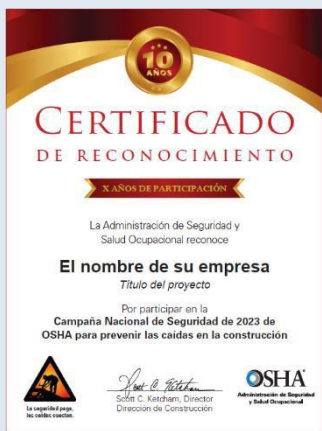 10
AÑOS
CERTIFICADO
DE RECONOCIMIENTO
X AÑOS DE PARTICIPACIÓN
La Administración de Seguridad y
Salud Ocupacional reconoce
El nombre de su empresa
Título del proyecto
Por participar en la
Campaña Nacional de Seguridad de 2023 de
OSHA para prevenir las caídas en la construcción
Scott C. Ketcham
Scott C. Ketcham, Director
Dirección de Construcción
La seguridad paga,
las caídas cuestan.
OSHA
Administración de Seguridad
y Salud Ocupacional